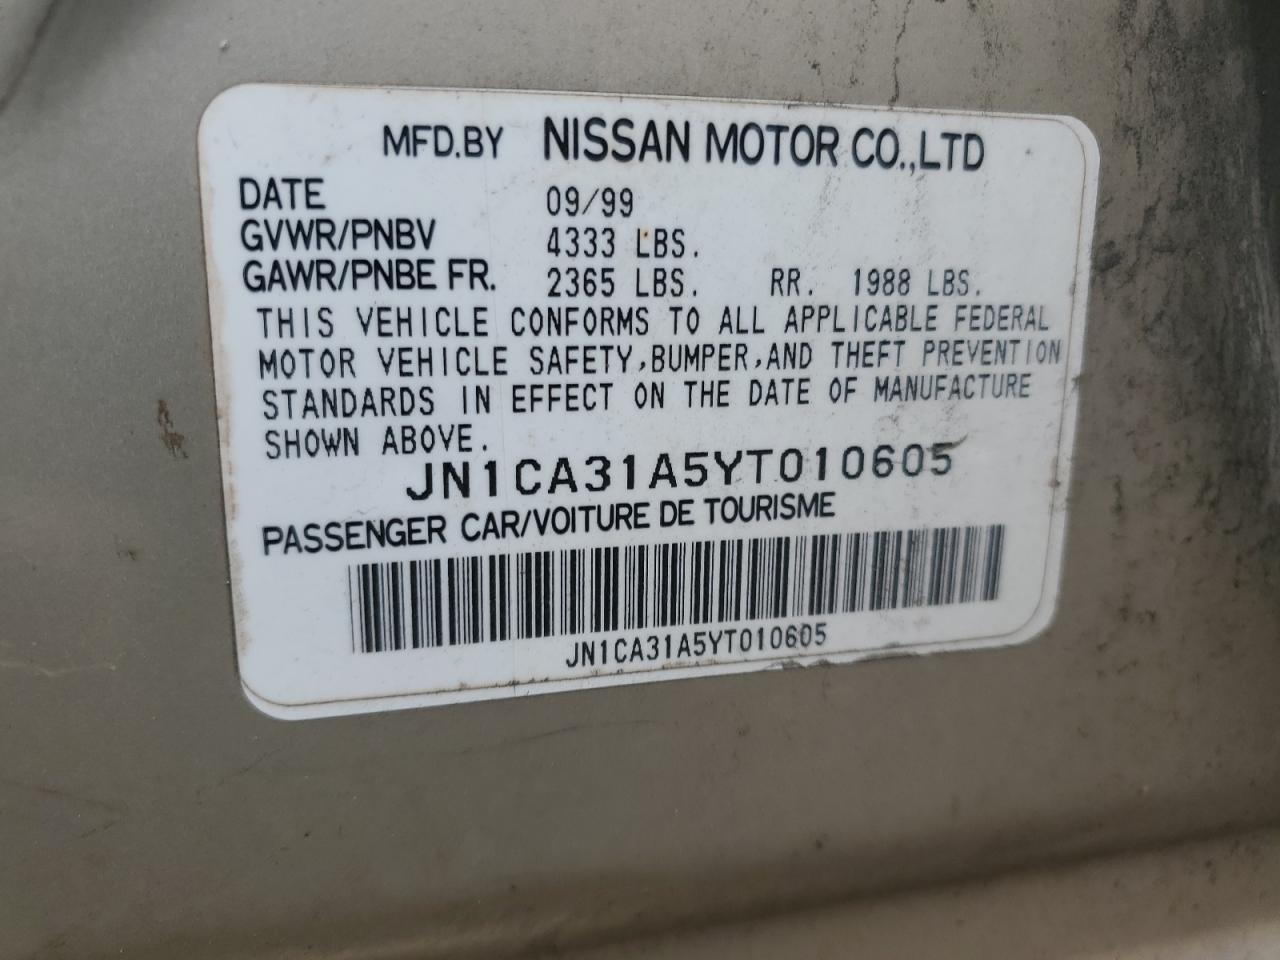 MFD.BY NISSAN MOTOR CO.,LTD
DATE 09/99
GVWR/PNBV 4333 LBS.
GAWR/PNBE FR. 2365 LBS. RR. 1988 LBS.
THIS VEHICLE CONFORMS TO ALL APPLICABLE FEDERAL
MOTOR VEHICLE SAFETY,BUMPER,AND THEFT PREVENTION
STANDARDS IN EFFECT ON THE DATE OF MANUFACTURE
SHOWN ABOVE.
JN1CA31A5YT010605
PASSENGER CAR/VOITURE DE TOURISME
JN1CA31A5YT010605